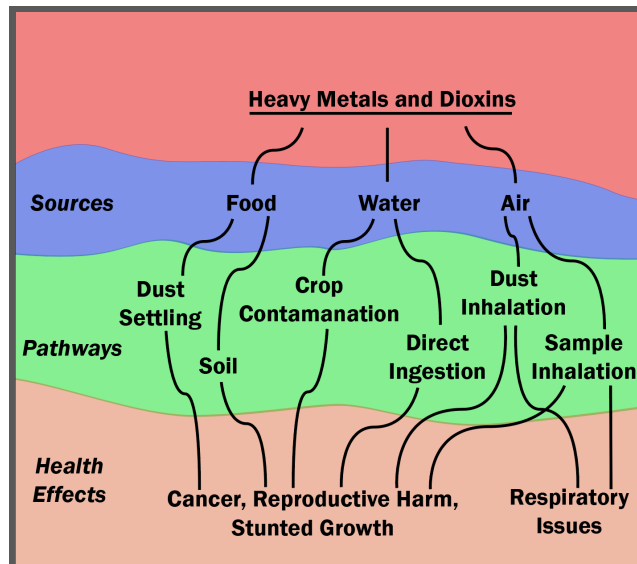 Heavy Metals and Dioxins
Sources
Food
Water
Air
Pathways
Dust
Settling
Soil
Crop
Contamanation
Direct
Ingestion
Dust
Inhalation
Sample
Inhalation
Health
Effects
Cancer, Reproductive Harm,
Stunted Growth
Respiratory
Issues